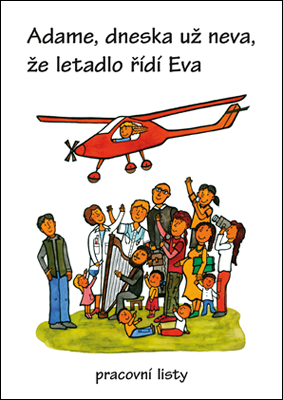 Adame, dneska už neva,
že letadlo řídí Eva
pracovní listy